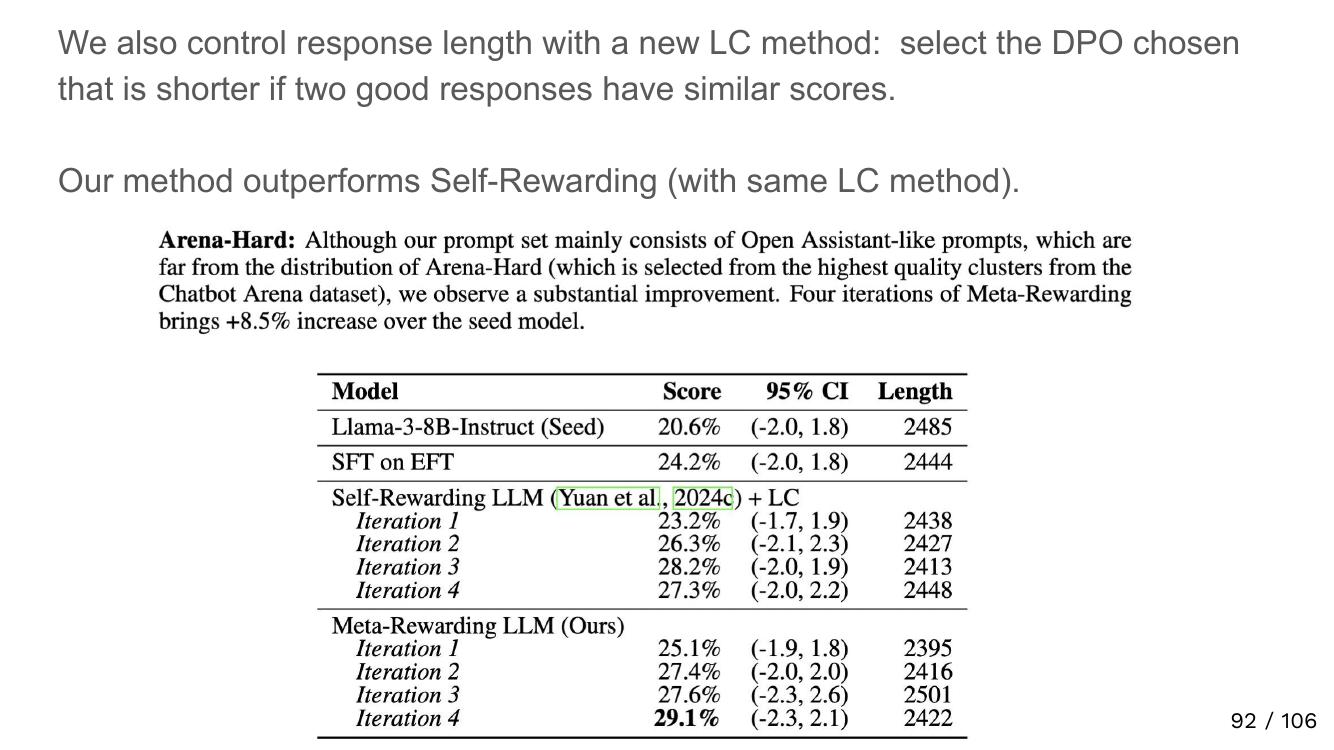 We also control response length with a new LC method:  select the DPO chosen
that is shorter if two good responses have similar scores.
Our method outperforms Self-Rewarding (with same LC method).
Arena-Hard: Although our prompt set mainly consists of Open Assistant-like prompts, which are
far from the distribution of Arena-Hard (which is selected from the highest quality clusters from the
Chatbot Arena dataset), we observe a substantial improvement. Four iterations of Meta-Rewarding
brings +8.5% increase over the seed model.
Model Score 95% CI Length
Llama-3-8B-Instruct (Seed) 20.6% (-2.0, 1.8) 2485
SFT on EFT 24.2% (-2.0, 1.8) 2444
Self-Rewarding LLM (Yuan et al., 2024c) + LC
Iteration 1 23.2% (-1.7, 1.9) 2438
Iteration 2 26.3% (-2.1, 2.3) 2427
Iteration 3 28.2% (-2.0, 1.9) 2413
Iteration 4 27.3% (-2.0, 2.2) 2448
Meta-Rewarding LLM (Ours)
Iteration 1 25.1% (-1.9, 1.8) 2395
Iteration 2 27.4% (-2.0, 2.0) 2416
Iteration 3 27.6% (-2.3, 2.6) 2501
Iteration 4 29.1% (-2.3, 2.1) 2422
92 / 106